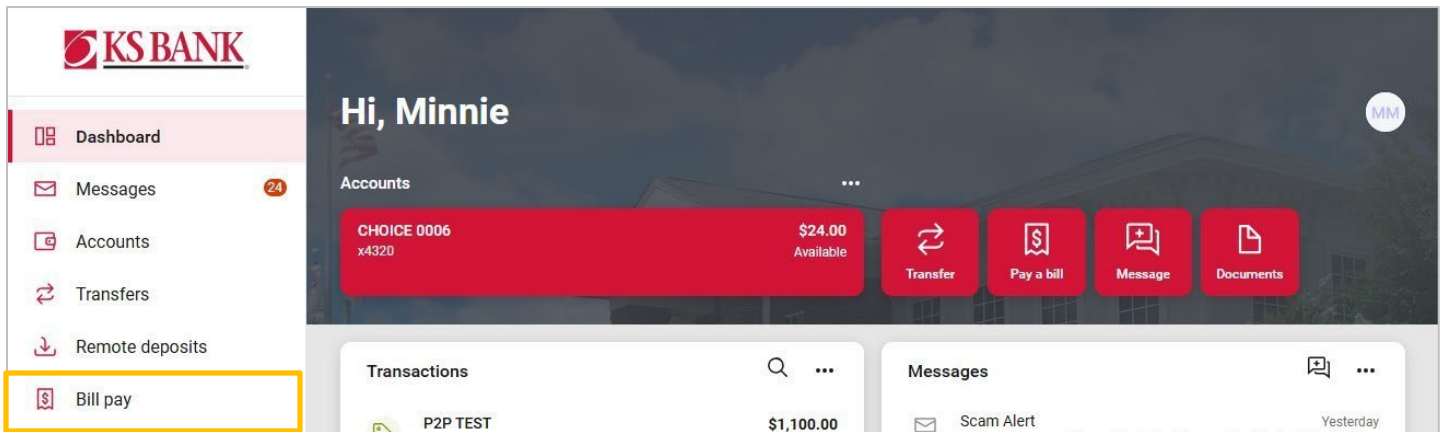 KS BANK
Hi, Minnie
MM
Dashboard
Messages 24
Accounts
Transfers
Remote deposits
Bill pay
Accounts
CHOICE 0006 $24.00
x4320 Available
Transfer
Pay a bill
Message
Documents
Transactions
P2P TEST $1,100.00
Messages
Scam Alert Yesterday